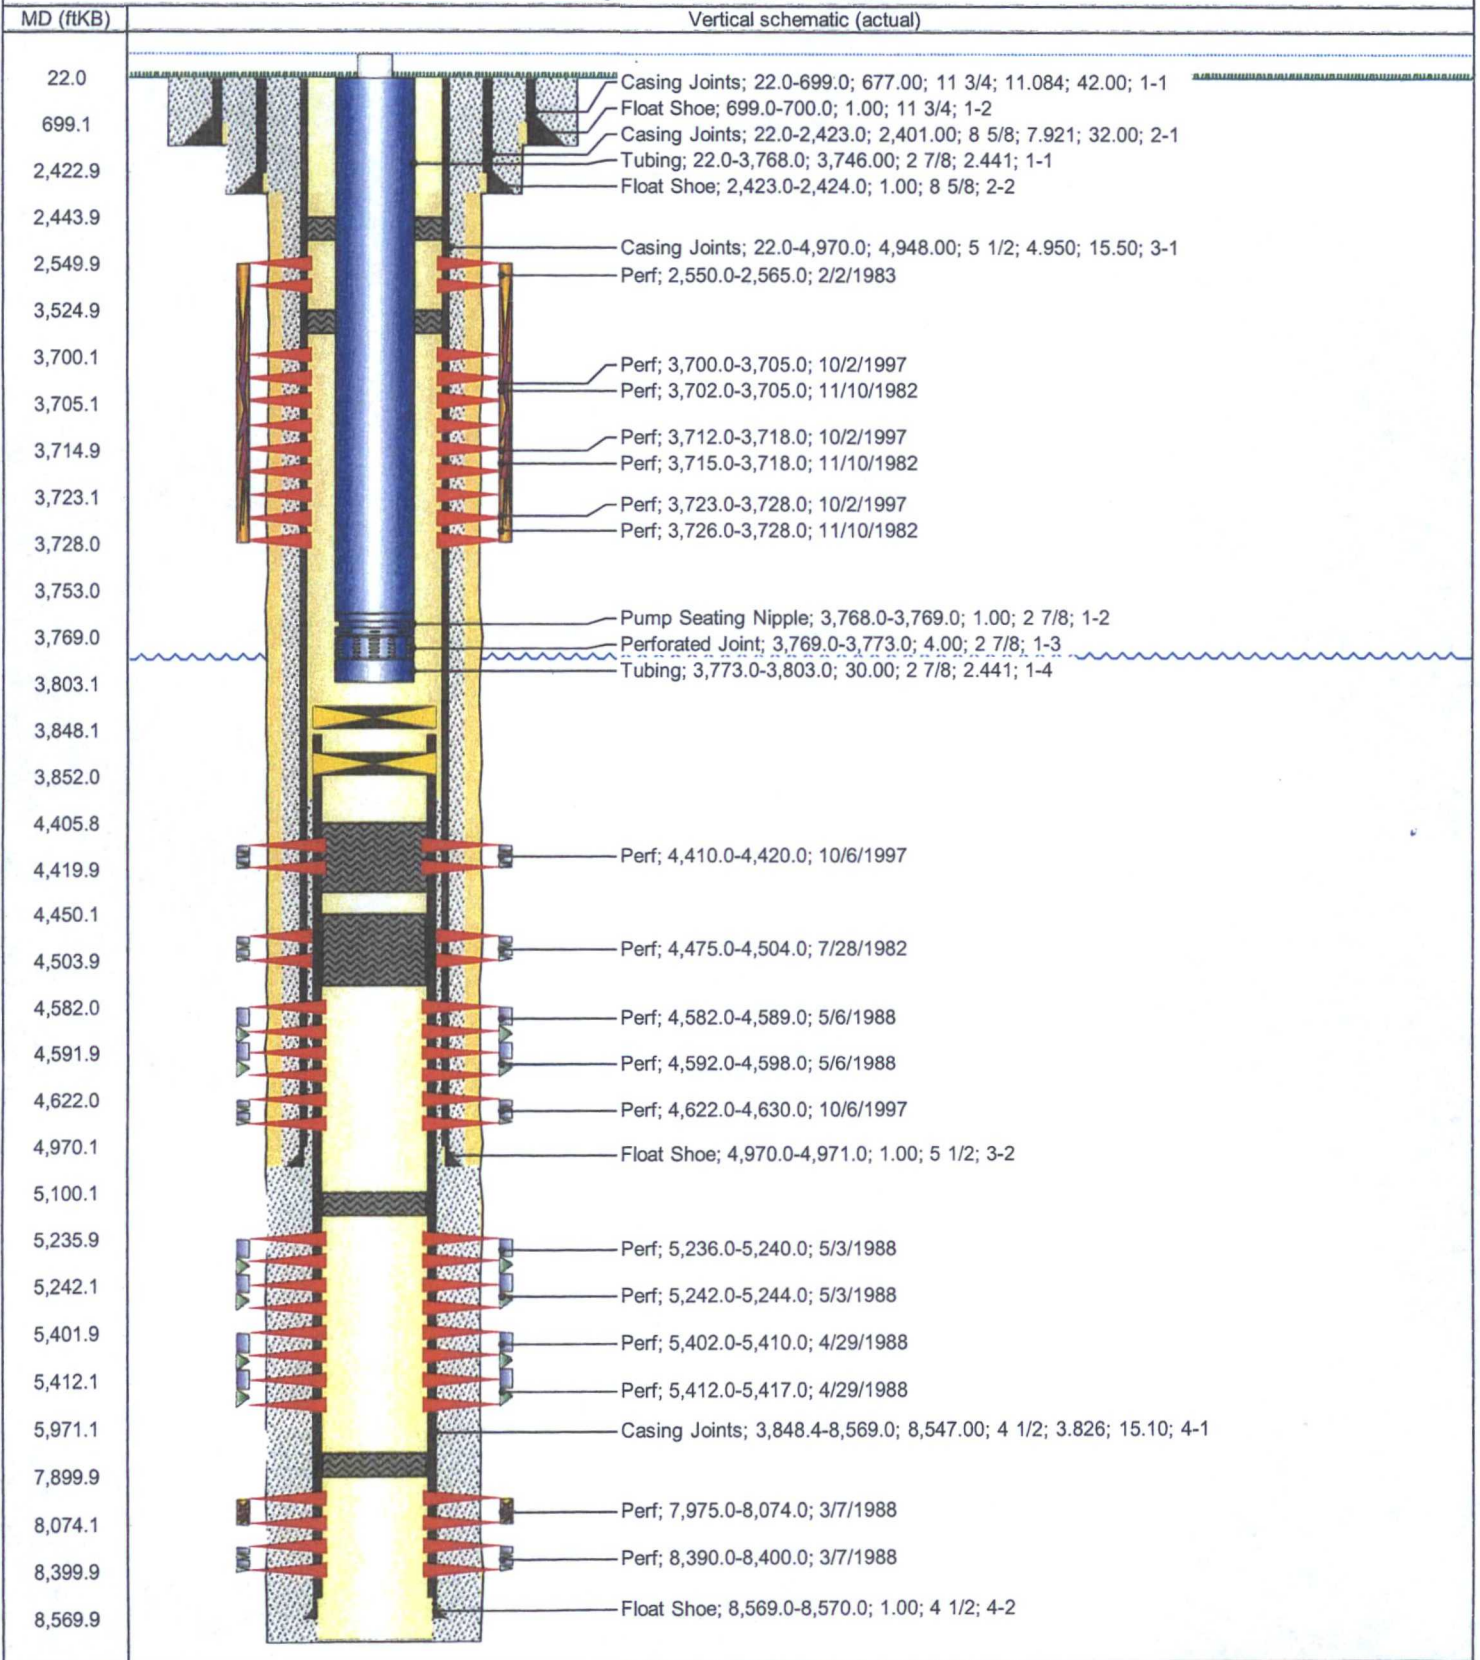 MD (ftKB)
Vertical schematic (actual)
22.0
Casing Joints; 22.0-699.0; 677.00; 11 3/4; 11.084; 42.00; 1-1
Float Shoe; 699.0-700.0; 1.00; 11 3/4; 1-2
699.1
Casing Joints; 22.0-2,423.0; 2,401.00; 8 5/8; 7.921; 32.00; 2-1
Tubing; 22.0-3,768.0; 3,746.00; 2 7/8; 2.441; 1-1
2,422.9
Float Shoe; 2,423.0-2,424.0; 1.00; 8 5/8; 2-2
2,443.9
Casing Joints; 22.0-4,970.0; 4,948.00; 5 1/2; 4.950; 15.50; 3-1
2,549.9
Perf; 2,550.0-2,565.0; 2/2/1983
3,524.9
3,700.1
Perf; 3,700.0-3,705.0; 10/2/1997
Perf; 3,702.0-3,705.0; 11/10/1982
3,705.1
Perf; 3,712.0-3,718.0; 10/2/1997
3,714.9
Perf; 3,715.0-3,718.0; 11/10/1982
3,723.1
Perf; 3,723.0-3,728.0; 10/2/1997
Perf; 3,726.0-3,728.0; 11/10/1982
3,728.0
3,753.0
Pump Seating Nipple; 3,768.0-3,769.0; 1.00; 2 7/8; 1-2
3,769.0
Perforated Joint; 3,769.0-3,773.0; 4.00; 2 7/8; 1-3
Tubing; 3,773.0-3,803.0; 30.00; 2 7/8; 2.441; 1-4
3,803.1
3,848.1
3,852.0
4,405.8
Perf; 4,410.0-4,420.0; 10/6/1997
4,419.9
4,450.1
Perf; 4,475.0-4,504.0; 7/28/1982
4,503.9
4,582.0
Perf; 4,582.0-4,589.0; 5/6/1988
4,591.9
Perf; 4,592.0-4,598.0; 5/6/1988
4,622.0
Perf; 4,622.0-4,630.0; 10/6/1997
4,970.1
Float Shoe; 4,970.0-4,971.0; 1.00; 5 1/2; 3-2
5,100.1
5,235.9
Perf; 5,236.0-5,240.0; 5/3/1988
5,242.1
Perf; 5,242.0-5,244.0; 5/3/1988
5,401.9
Perf; 5,402.0-5,410.0; 4/29/1988
5,412.1
Perf; 5,412.0-5,417.0; 4/29/1988
5,971.1
Casing Joints; 3,848.4-8,569.0; 8,547.00; 4 1/2; 3.826; 15.10; 4-1
7,899.9
Perf; 7,975.0-8,074.0; 3/7/1988
8,074.1
Perf; 8,390.0-8,400.0; 3/7/1988
8,399.9
Float Shoe; 8,569.0-8,570.0; 1.00; 4 1/2; 4-2
8,569.9